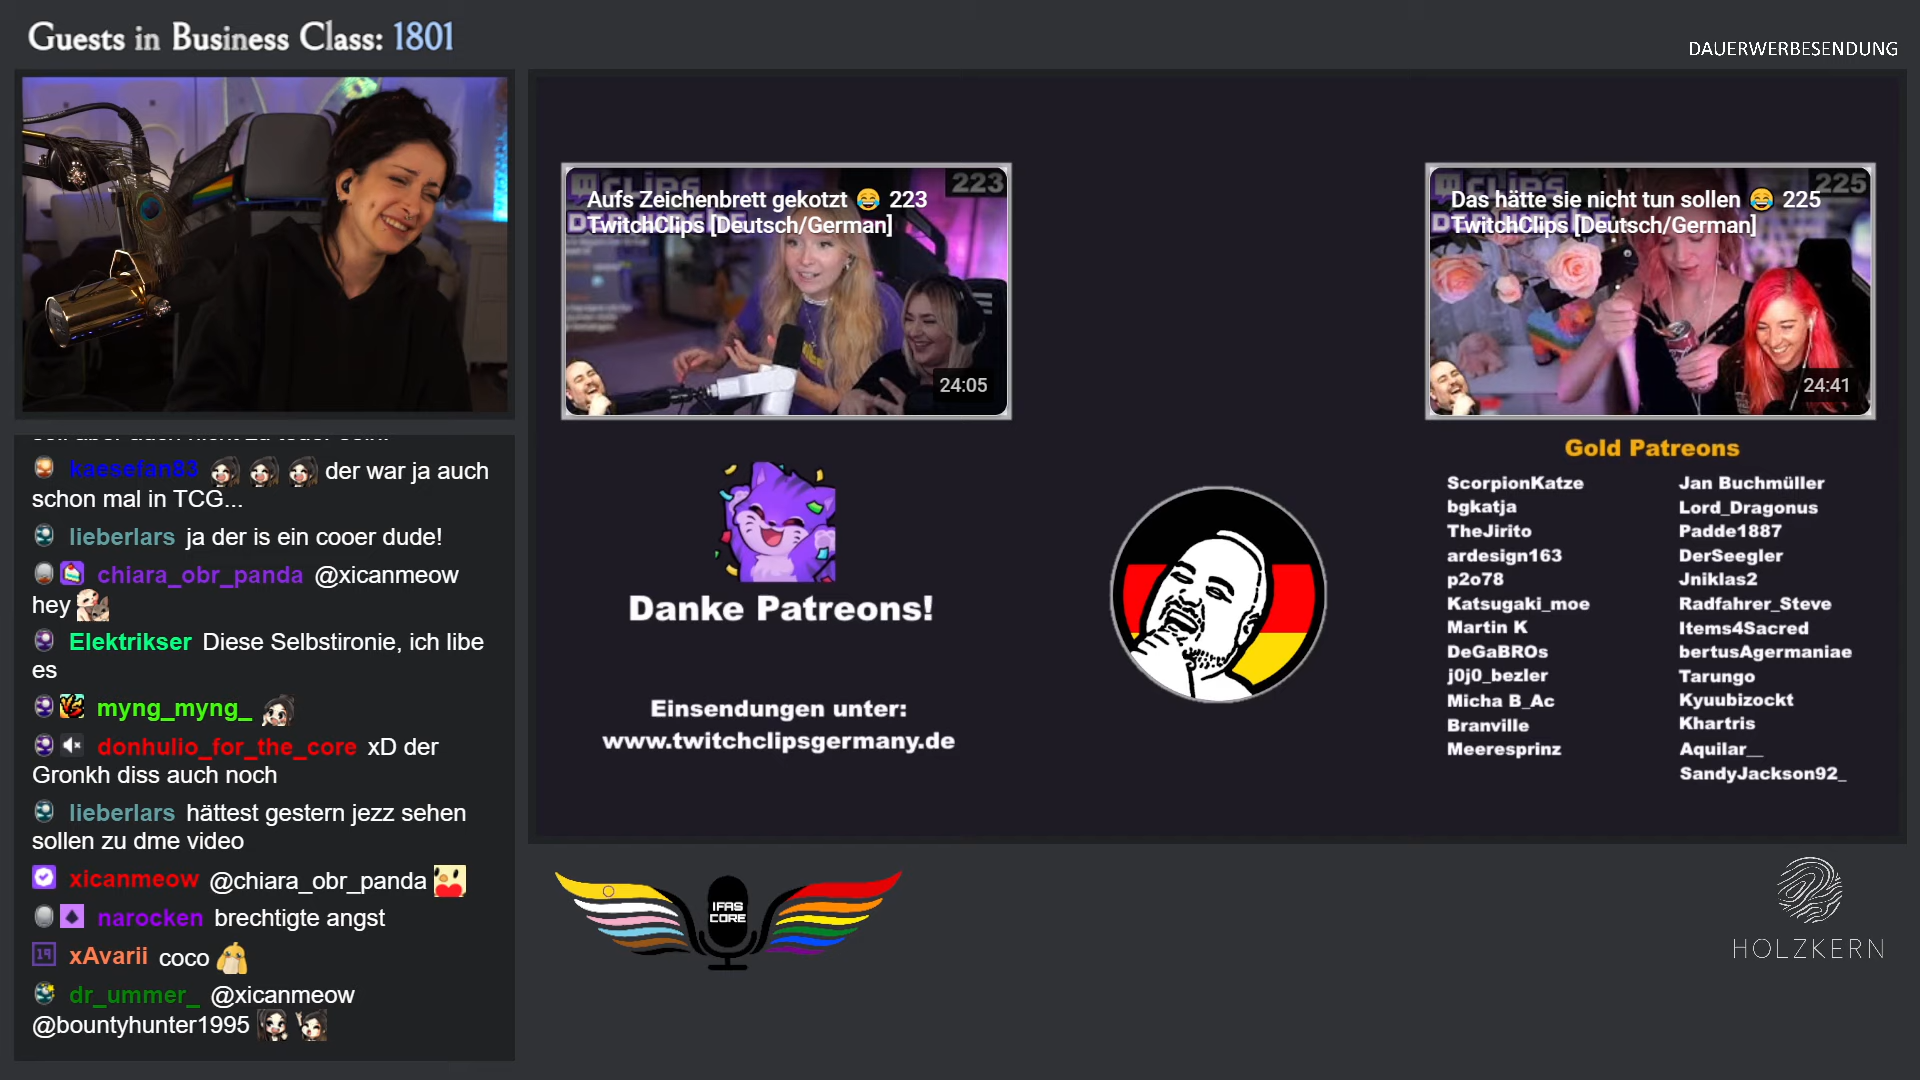 Guests in Business Class: 1801
DAUERWERBESENDUNG
kaesefan83 der war ja auch
schon mal in TCG...
lieberlars ja der is ein cooer dude!
chiara_obr_panda @xicanmeow
hey
Elektrikser Diese Selbstironie, ich libe
es
myng_myng_
donhulio_for_the_core xD der
Gronkh diss auch noch
lieberlars hättest gestern jezz sehen
sollen zu dme video
xicanmeow @chiara_obr_panda
narocken brechtigte angst
19 xAvarii coco
dr_ummer_ @xicanmeow
@bountyhunter1995
CLIPS
223
Aufs Zeichenbrett gekotzt 😂 223
TwitchClips [Deutsch/German]
24:05
CLIPS
225
Das hätte sie nicht tun sollen 😂 225
TwitchClips [Deutsch/German]
24:41
Danke Patreons!
Einsendungen unter:
www.twitchclipsgermany.de
Gold Patreons
ScorpionKatze
bgkatja
TheJirito
ardesign163
p2o78
Katsugaki_moe
Martin K
DeGaBROs
j0j0_bezler
Micha B_Ac
Branville
Meeresprinz
Jan Buchmüller
Lord_Dragonus
Padde1887
DerSeegler
Jniklas2
Radfahrer_Steve
Items4Sacred
bertusAgermaniae
Tarungo
Kyuubizockt
Khartris
Aquilar__
SandyJackson92_
IFAS
CORE
HOLZKERN